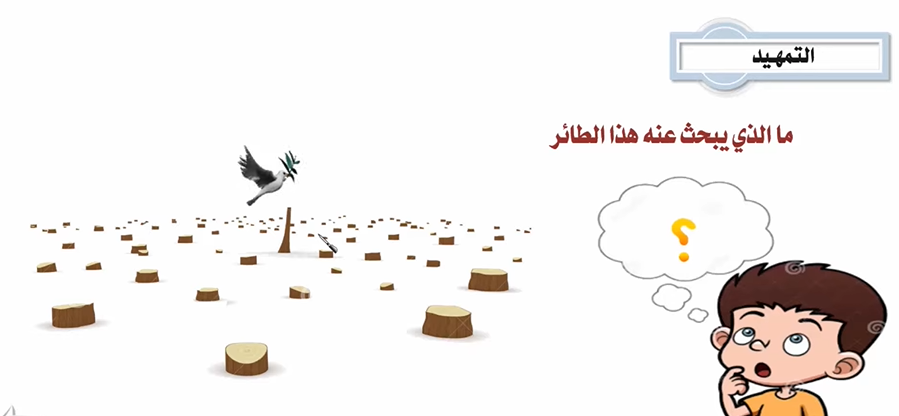 التمهيد
ما الذي يبحث عنه هذا الطائر
؟